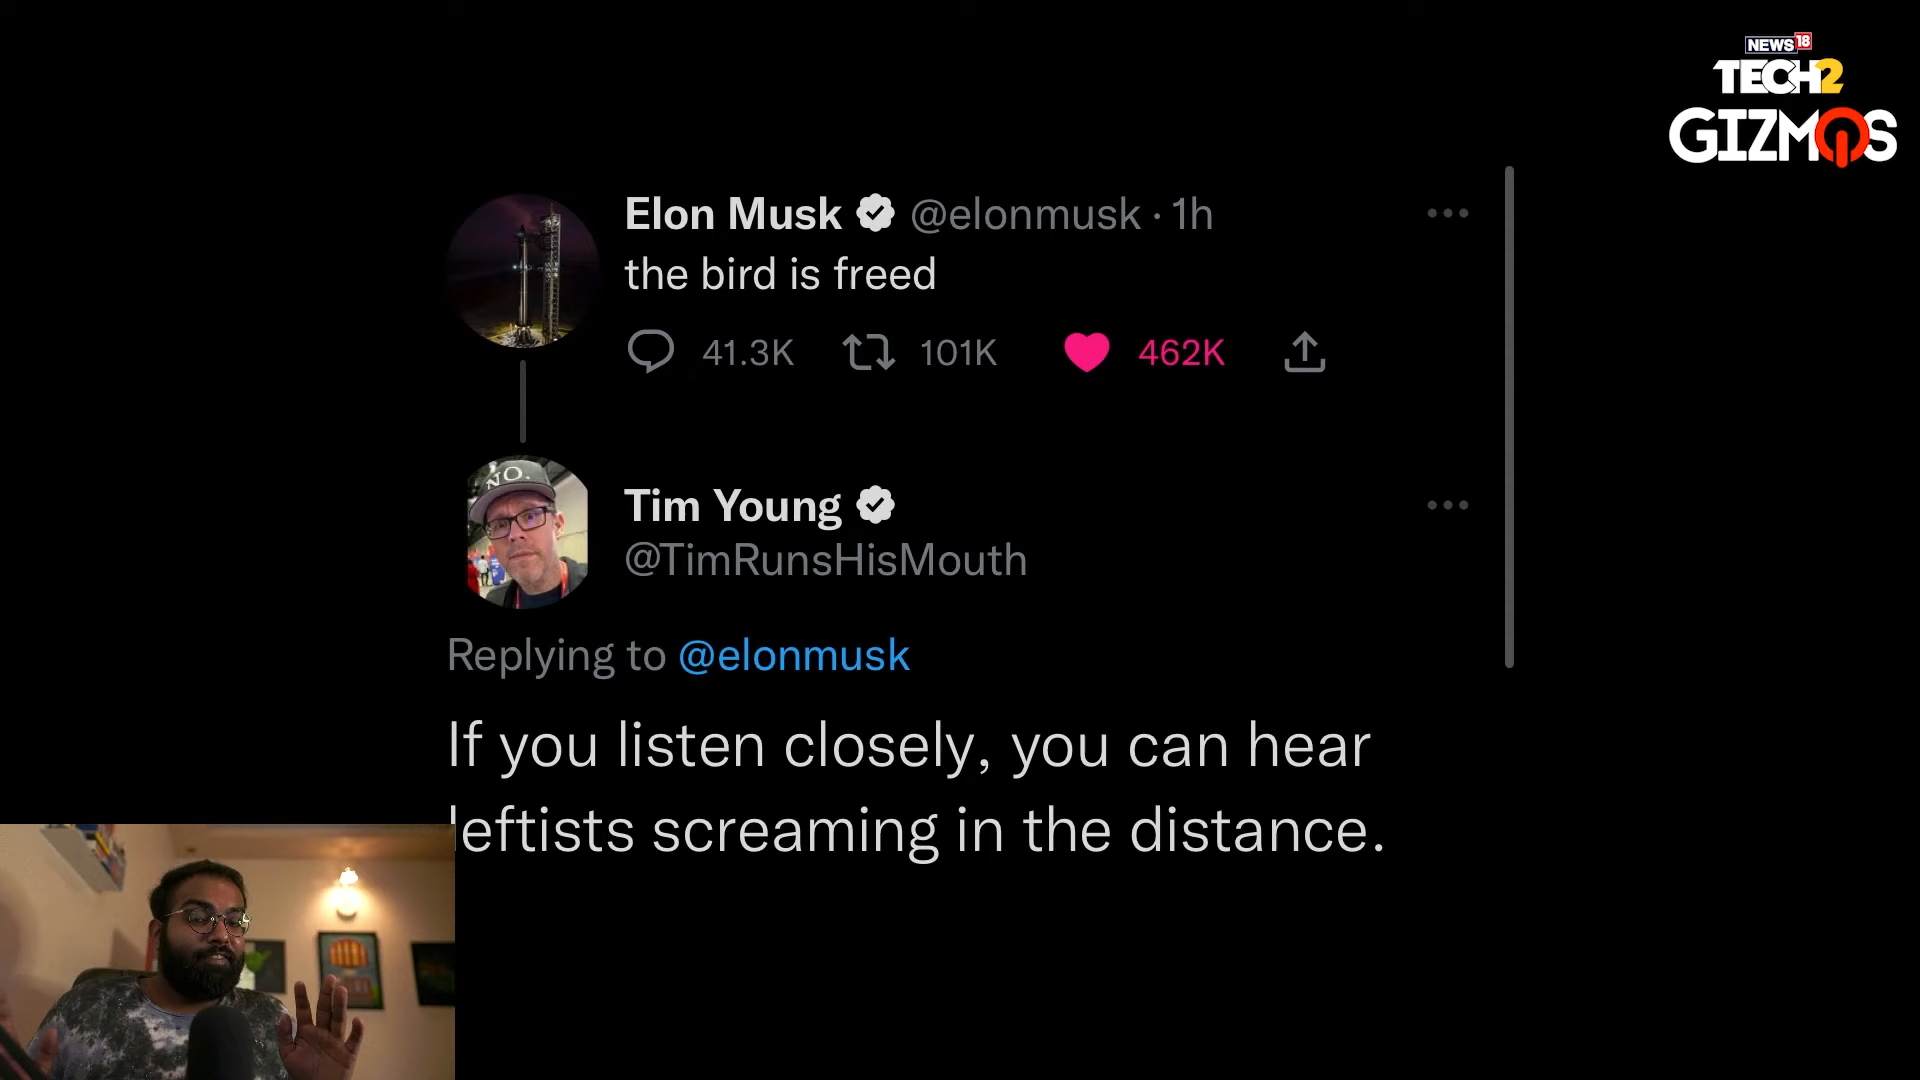 NEWS18
TECH2
GIZMOS
Elon Musk @elonmusk · 1h
the bird is freed
41.3K 101K 462K
NO.
Tim Young
@TimRunsHisMouth
Replying to @elonmusk
If you listen closely, you can hear
leftists screaming in the distance.